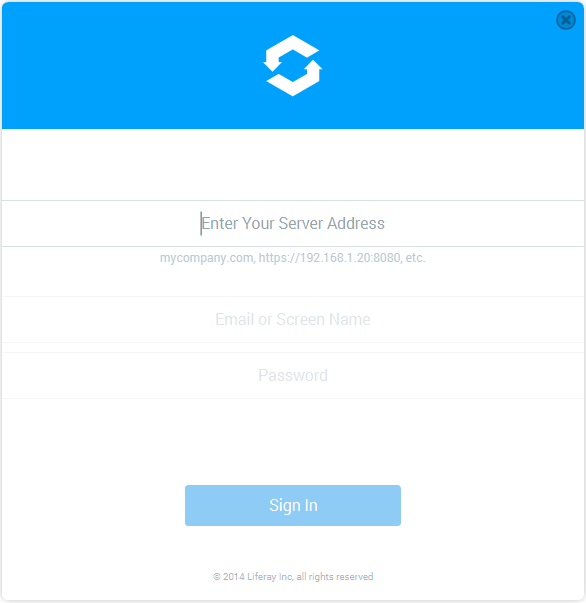 Enter Your Server Address
mycompany.com, https://192.168.1.20:8080, etc.
Email or Screen Name
Password
Sign In
© 2014 Liferay Inc, all rights reserved